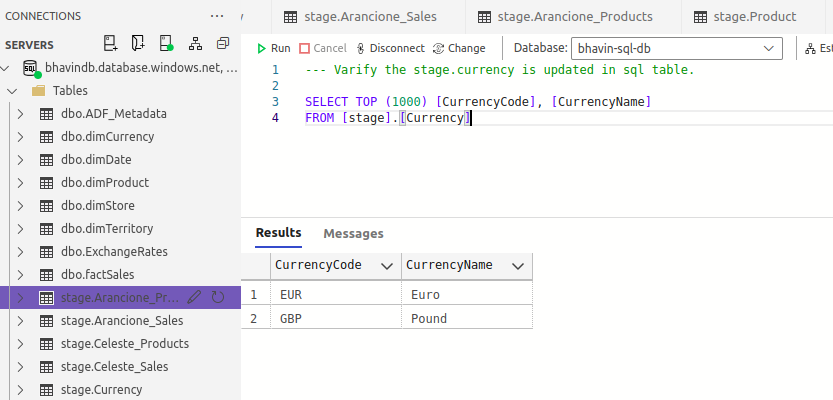 CONNECTIONS ...
SERVERS
bhavindb.database.windows.net, ...
Tables
dbo.ADF_Metadata
dbo.dimCurrency
dbo.dimDate
dbo.dimProduct
dbo.dimStore
dbo.dimTerritory
dbo.ExchangeRates
dbo.factSales
stage.Arancione_Pr...
stage.Arancione_Sales
stage.Celeste_Products
stage.Celeste_Sales
stage.Currency
stage.Arancione_Sales stage.Arancione_Products stage.Product
Run Cancel Disconnect Change Database: bhavin-sql-db Est
1 --- Varify the stage.currency is updated in sql table.
2
3 SELECT TOP (1000) [CurrencyCode], [CurrencyName]
4 FROM [stage].[Currency]
Results Messages
CurrencyCode CurrencyName
1 EUR Euro
2 GBP Pound